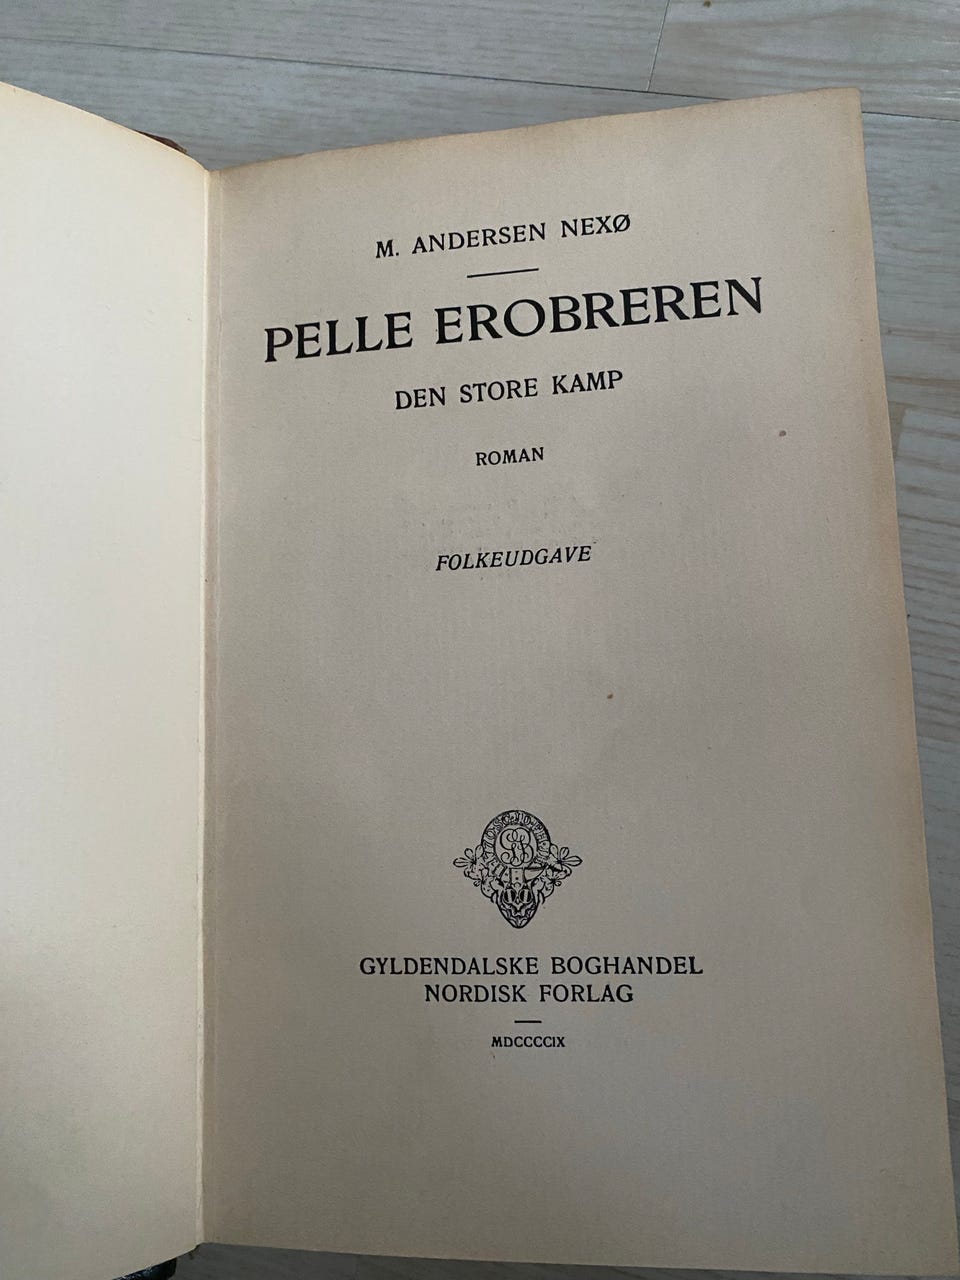 M. ANDERSEN NEXØ
PELLE EROBREREN
DEN STORE KAMP
ROMAN
FOLKEUDGAVE
GYLDENDALSKE BOGHANDEL
NORDISK FORLAG
MDCCCCIX